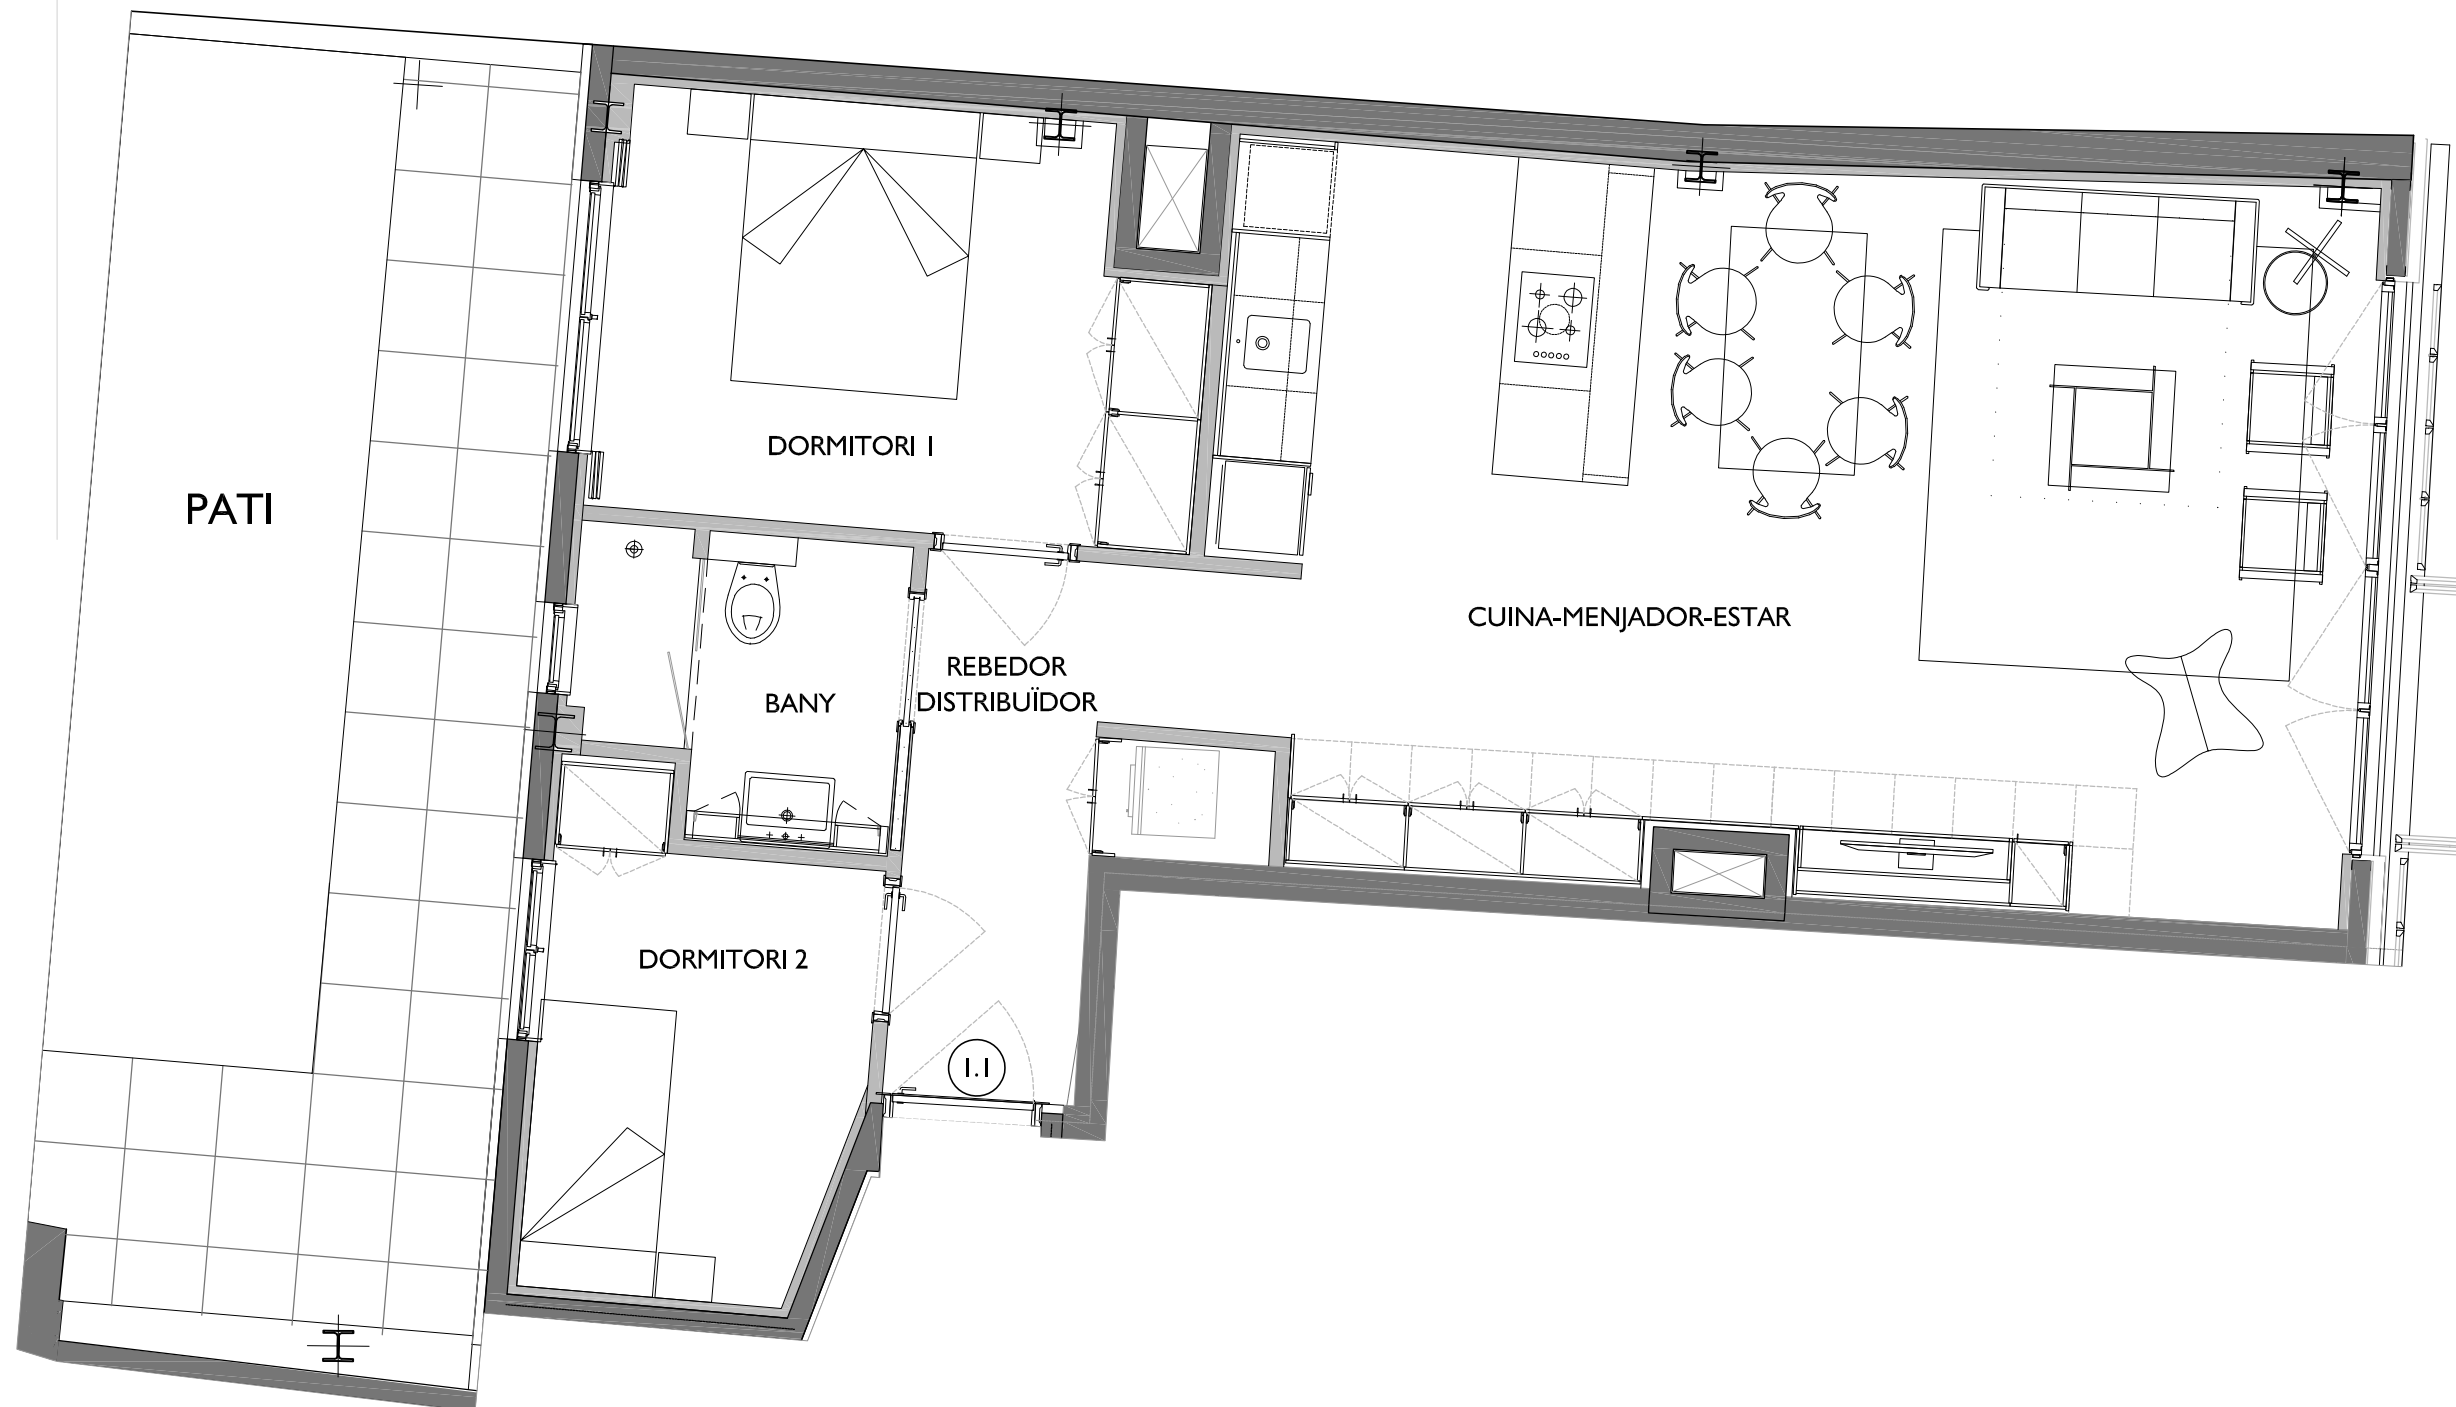 DORMITORI 1
PATI
CUINA-MENJADOR-ESTAR
REBEDOR
DISTRIBUÏDOR
BANY
DORMITORI 2
1.1